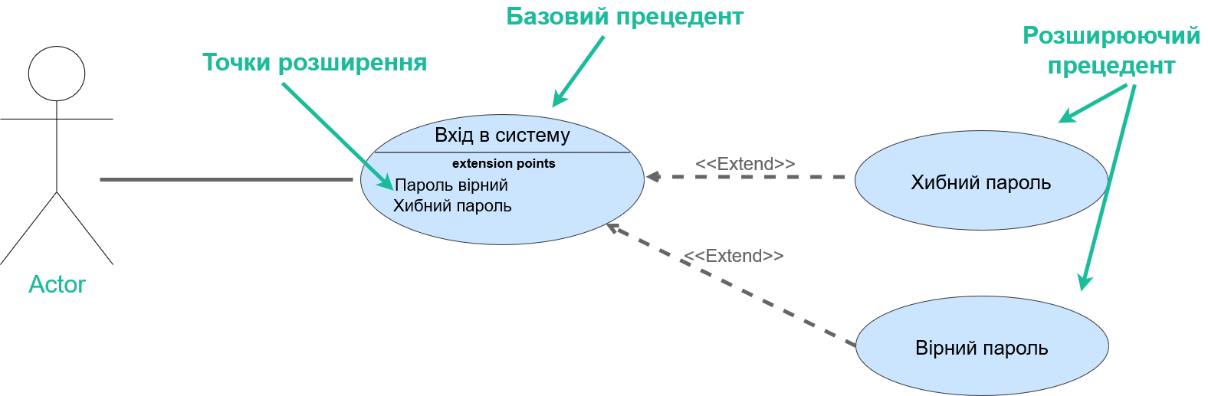 Базовий прецедент
Розширюючий
прецедент
Точки розширення
Вхід в систему
extension points
Пароль вірний
Хибний пароль
<<Extend>>
Хибний пароль
<<Extend>>
Actor
Вірний пароль